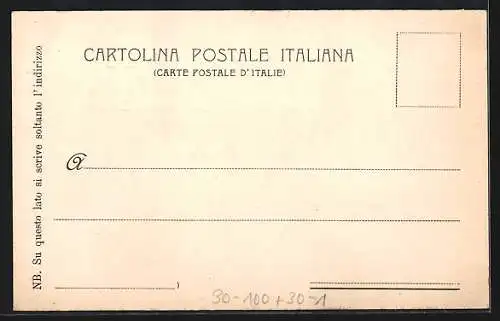 CARTOLINA POSTALE ITALIANA
(CARTE POSTALE D'ITALIE)
NB. Su questo lato si scrive soltanto l'indirizzo
A
)
30-100+30-1